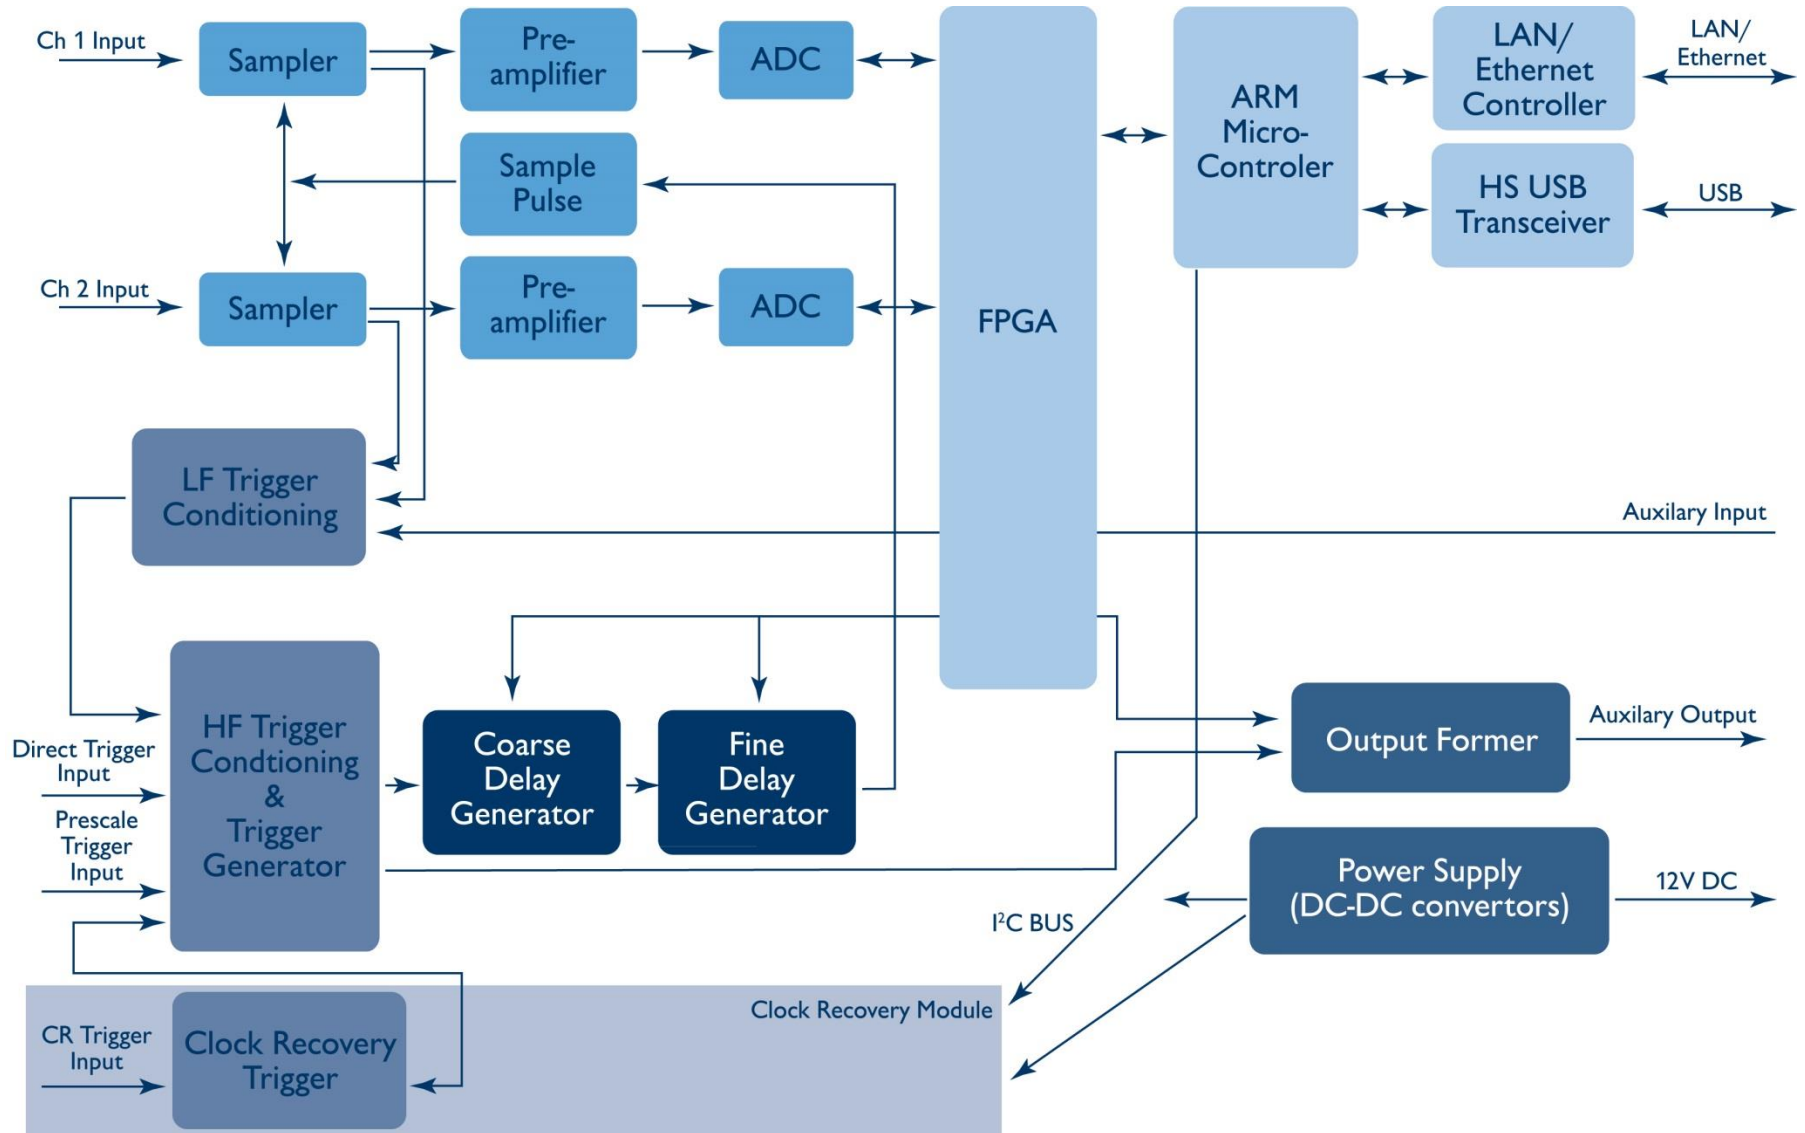 Ch 1 Input
Sampler
Pre-
amplifier
ADC
Sample
Pulse
Ch 2 Input
Sampler
Pre-
amplifier
ADC
FPGA
ARM
Micro-
Controler
LAN/
Ethernet
Controller
LAN/
Ethernet
HS USB
Transceiver
USB
LF Trigger
Conditioning
Auxilary Input
HF Trigger
Condtioning
&
Trigger
Generator
Direct Trigger
Input
Prescale
Trigger
Input
Coarse
Delay
Generator
Fine
Delay
Generator
Output Former
Auxilary Output
Power Supply
(DC-DC convertors)
12V DC
I²C BUS
Clock Recovery Module
CR Trigger
Input
Clock Recovery
Trigger